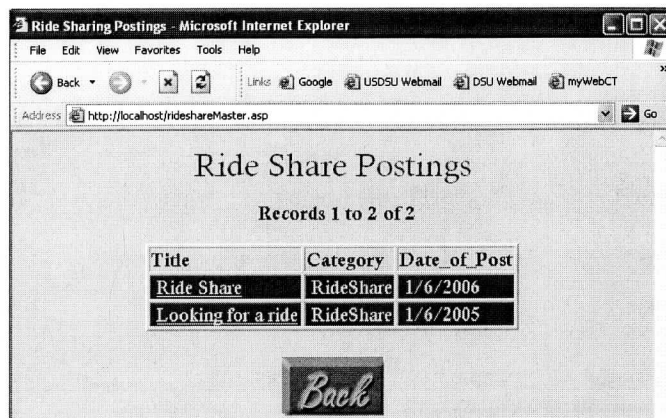 Ride Sharing Postings - Microsoft Internet Explorer
File Edit View Favorites Tools Help
Back Links Google USDSU Webmail DSU Webmail myWebCT »
Address http://localhost/rideshareMaster.asp Go
Ride Share Postings
Records 1 to 2 of 2
Title Category Date_of_Post
Ride Share RideShare 1/6/2006
Looking for a ride RideShare 1/6/2005
Back